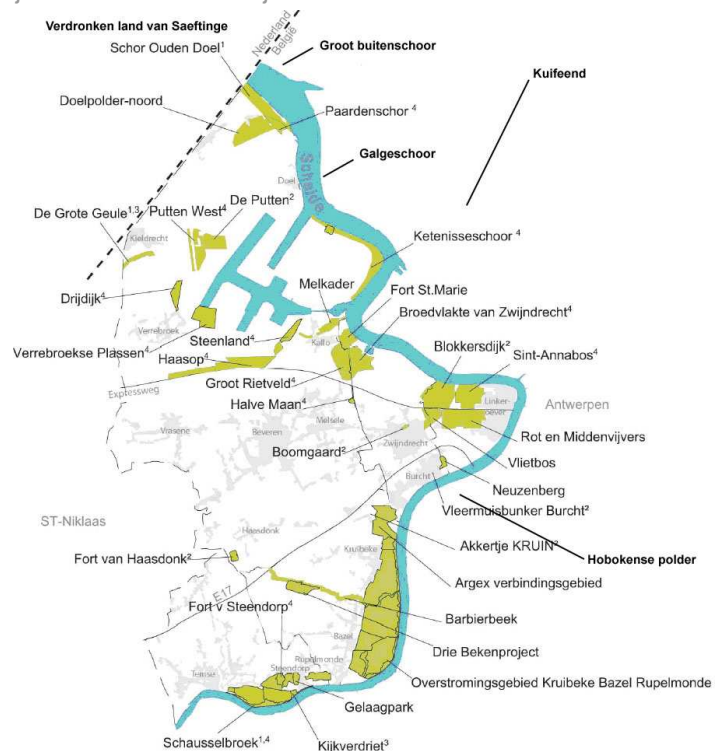 Verdronken land van Saeftinge
Nederland
België
Schor Ouden Doel¹
Groot buitenschoor
Kuifeend
Doelpolder-noord
Paardenschor ⁴
Galgeschoor
Doel
Schelde
De Putten²
De Grote Geule¹,³
Putten West⁴
Kieldrecht
Ketenisseschoor ⁴
Melkader
Fort St.Marie
Drijdijk⁴
Broedvlakte van Zwijndrecht⁴
Verrebroek
Steenland⁴
Kallo
Blokkersdijk²
Verrebroekse Plassen⁴
Haasop⁴
Sint-Annabos⁴
Groot Rietveld⁴
Expressweg
Linker-
oever
Antwerpen
Halve Maan⁴
Melsele
Vrasene
Beveren
Zwijndrecht
Rot en Middenvijvers
Boomgaard²
Vlietbos
Burcht
Neuzenberg
Vleermuisbunker Burcht²
ST-Niklaas
Haasdonk
Akkertje KRUIN²
Kruibeke
Hobokense polder
Fort van Haasdonk²
Argex verbindingsgebied
E17
Fort v Steendorp⁴
Barbierbeek
Bazel
Drie Bekenproject
Rupelmonde
Steendorp
Temse
Overstromingsgebied Kruibeke Bazel Rupelmonde
Gelaagpark
Schausselbroek¹,⁴
Kijkverdriet³